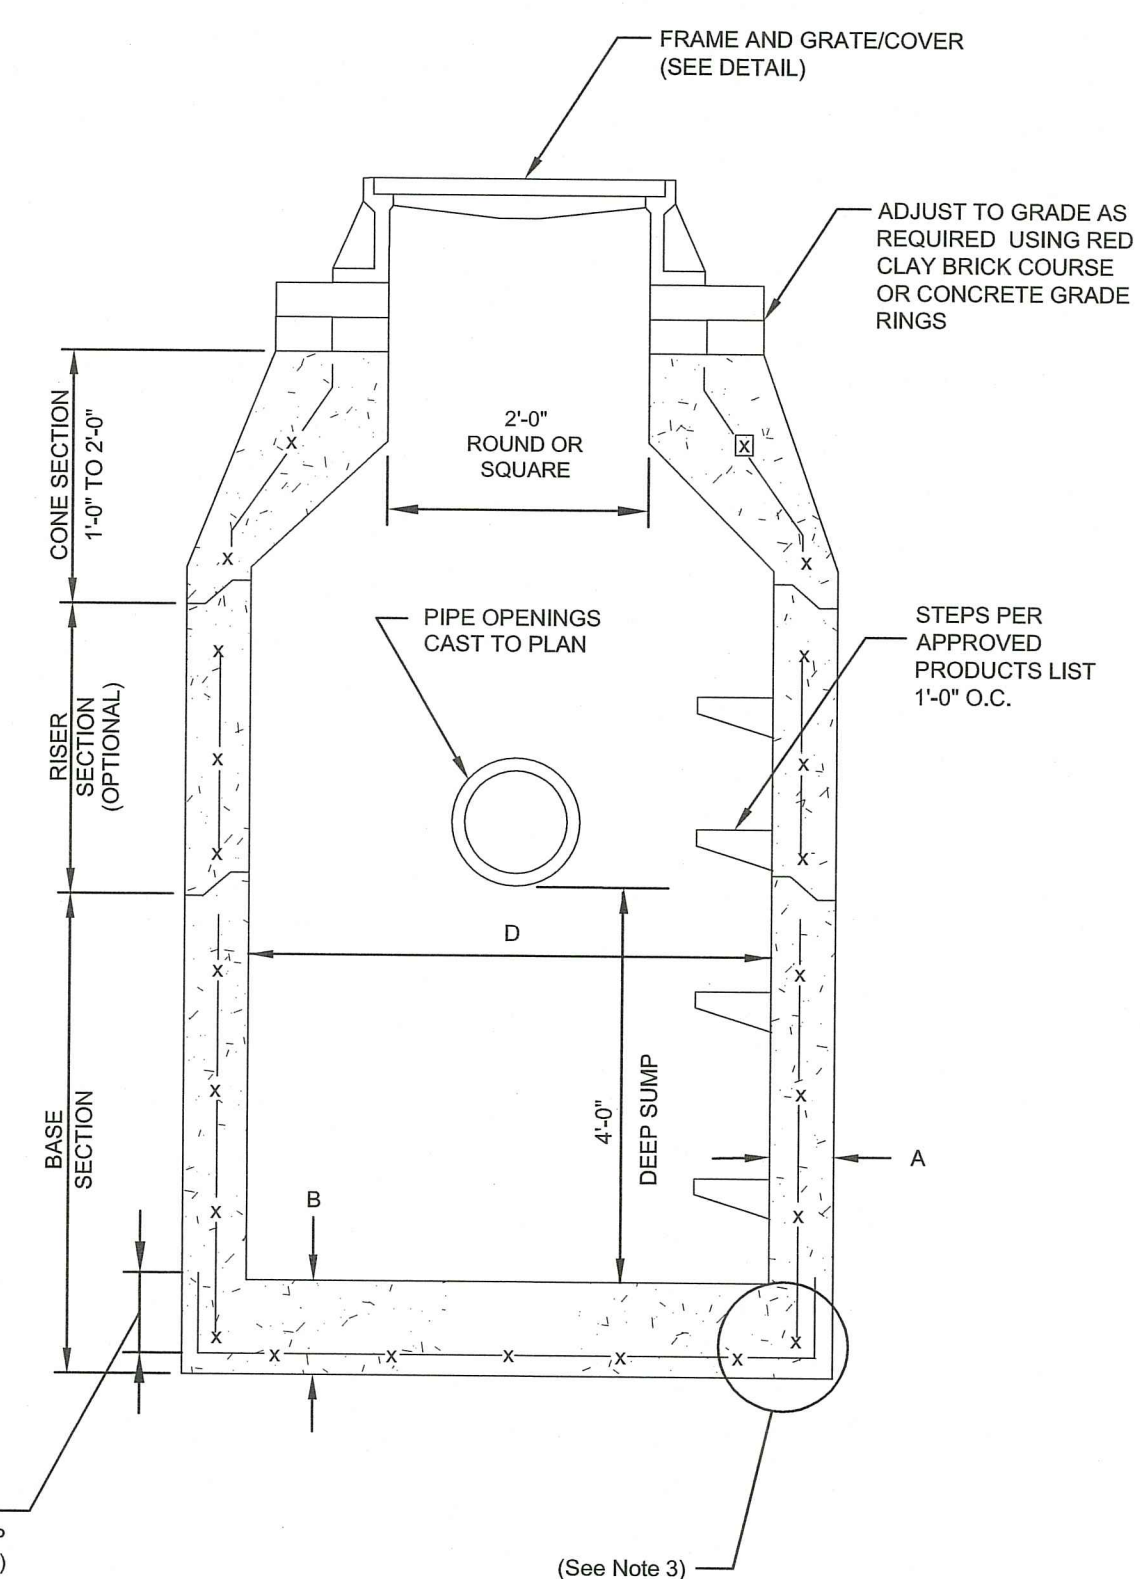 FRAME AND GRATE/COVER
(SEE DETAIL)
ADJUST TO GRADE AS
REQUIRED USING RED
CLAY BRICK COURSE
OR CONCRETE GRADE
RINGS
CONE SECTION
1'-0" TO 2'-0"
2'-0"
ROUND OR
SQUARE
X
X
X
X
PIPE OPENINGS
CAST TO PLAN
STEPS PER
APPROVED
PRODUCTS LIST
1'-0" O.C.
RISER
SECTION
(OPTIONAL)
X
X
X
X
X
X
D
BASE
SECTION
4'-0"
DEEP SUMP
A
B
X
X
X
X
X
X
X
X
X
X
X
X
X
P
)
(See Note 3)